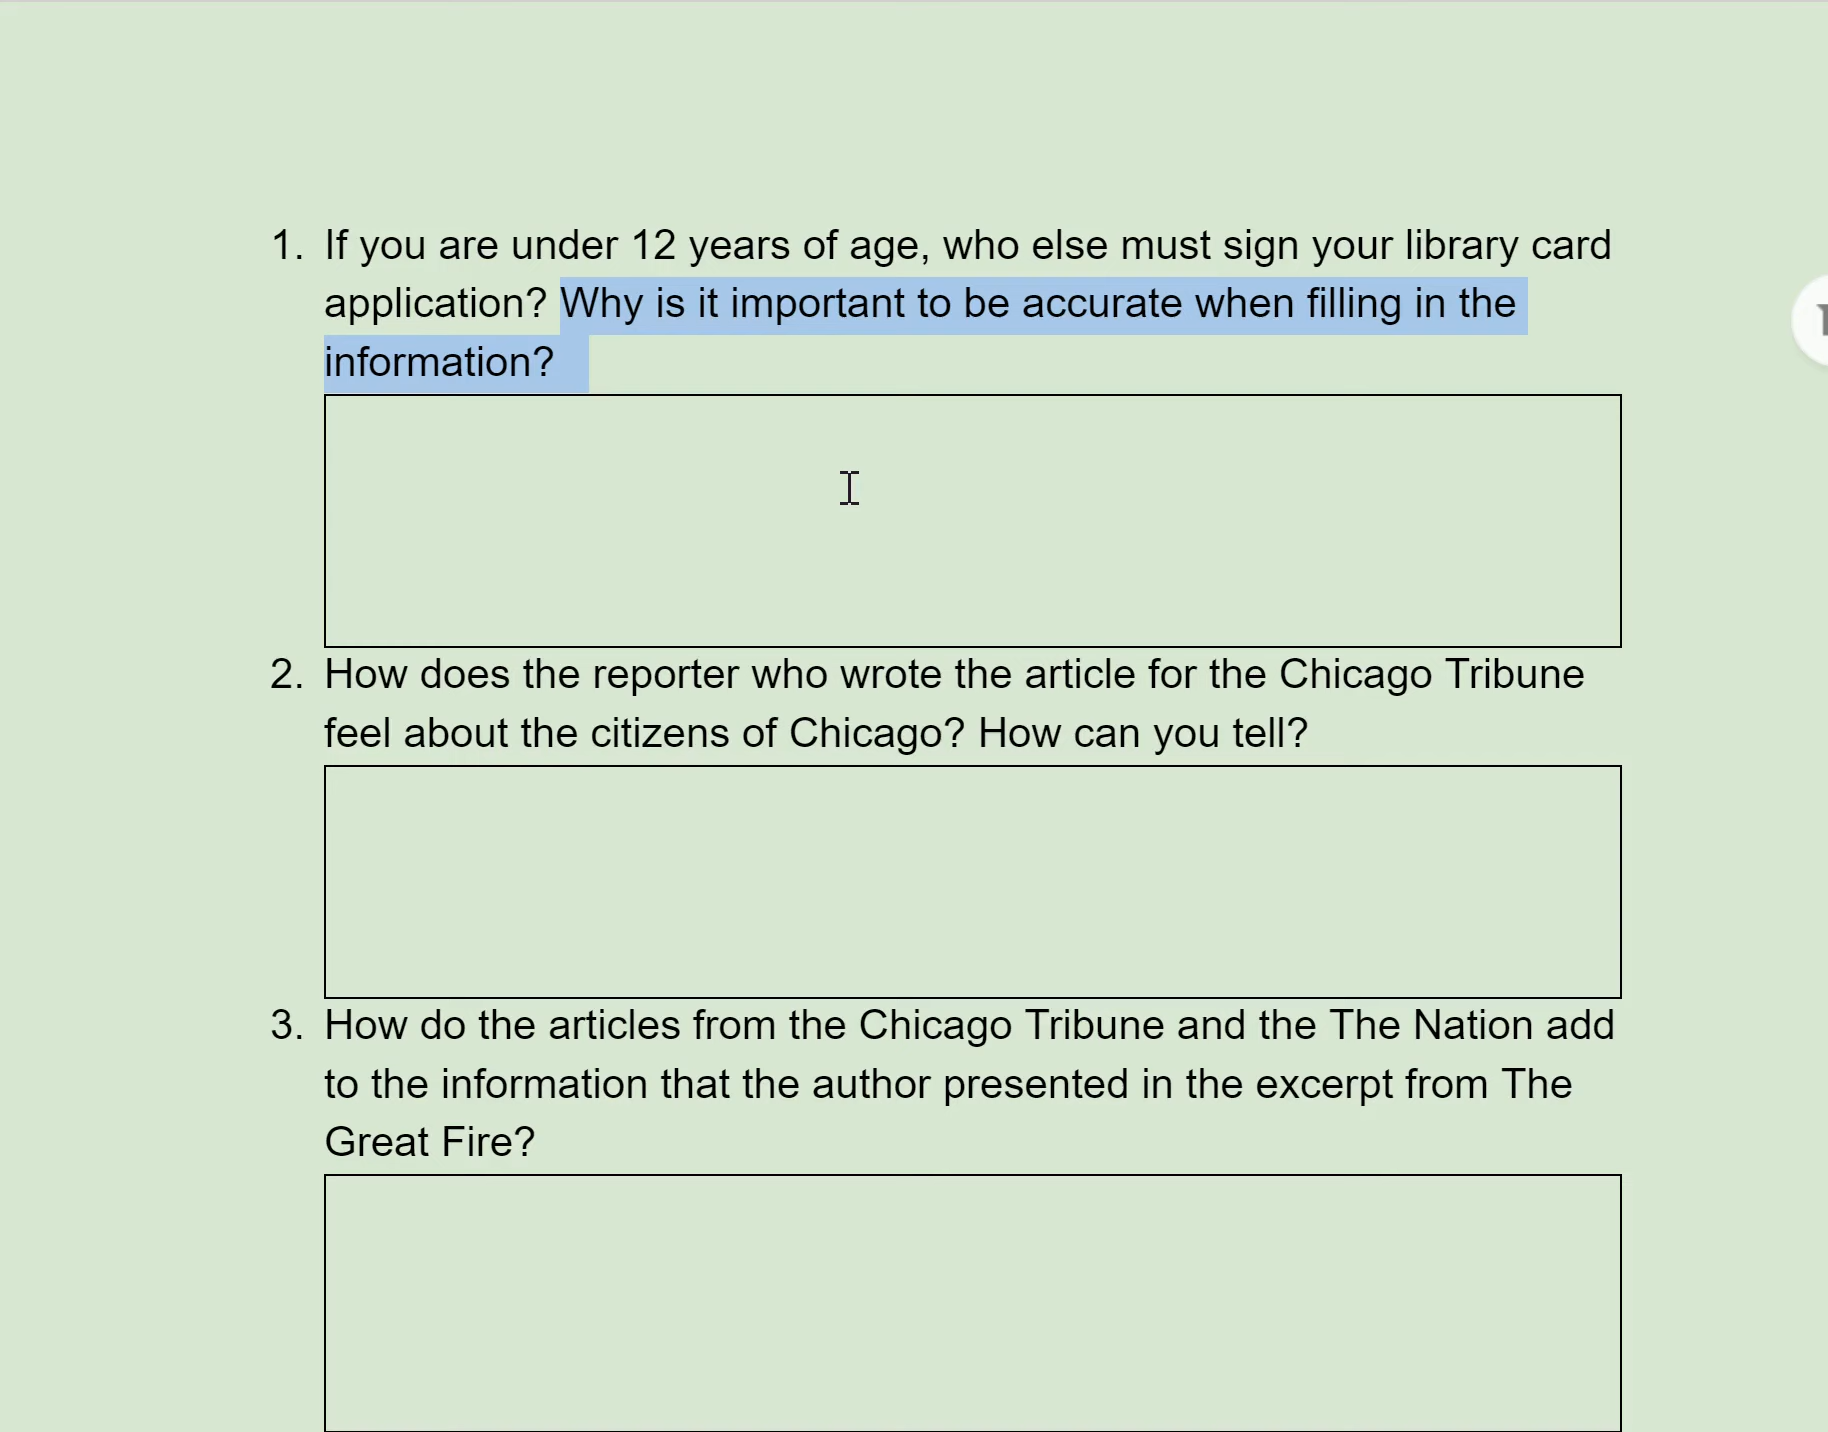 1. If you are under 12 years of age, who else must sign your library card
application? Why is it important to be accurate when filling in the
information?
2. How does the reporter who wrote the article for the Chicago Tribune
feel about the citizens of Chicago? How can you tell?
3. How do the articles from the Chicago Tribune and the The Nation add
to the information that the author presented in the excerpt from The
Great Fire?